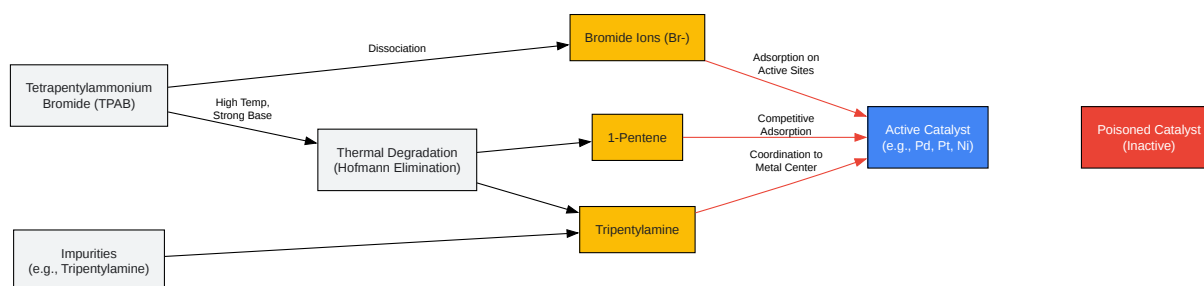 Bromide Ions (Br-)
Dissociation
Adsorption on
Active Sites
Tetrapentylammonium
Bromide (TPAB)
High Temp,
Strong Base
1-Pentene
Competitive
Adsorption
Active Catalyst
(e.g., Pd, Pt, Ni)
Poisoned Catalyst
(Inactive)
Thermal Degradation
(Hofmann Elimination)
Coordination to
Metal Center
Tripentylamine
Impurities
(e.g., Tripentylamine)